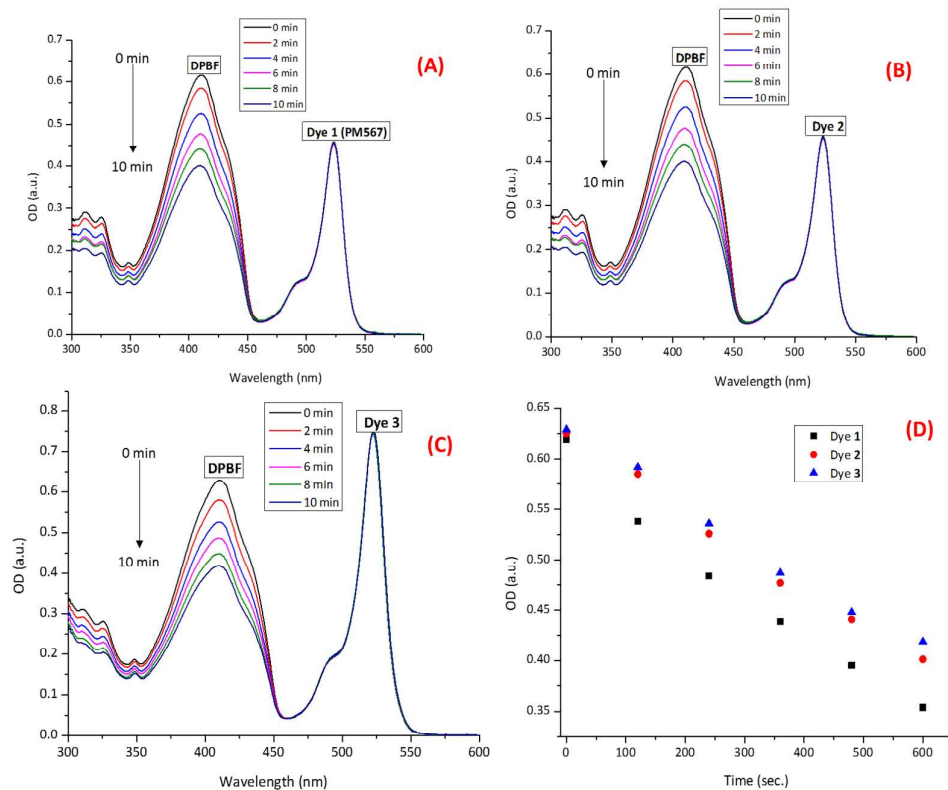 (A)
0 min
2 min
4 min
6 min
8 min
10 min
DPBF
Dye 1 (PM567)
0 min
10 min
OD (a.u.)
0.7
0.6
0.5
0.4
0.3
0.2
0.1
0.0
300 350 400 450 500 550 600
Wavelength (nm)
(B)
0 min
2 min
4 min
6 min
8 min
10 min
DPBF
Dye 2
0 min
10 min
OD (a.u.)
0.7
0.6
0.5
0.4
0.3
0.2
0.1
0.0
300 350 400 450 500 550 600
Wavelength (nm)
(C)
0 min
2 min
4 min
6 min
8 min
10 min
DPBF
Dye 3
0 min
10 min
OD (a.u.)
0.8
0.7
0.6
0.5
0.4
0.3
0.2
0.1
0.0
300 350 400 450 500 550 600
Wavelength (nm)
(D)
Dye 1
Dye 2
Dye 3
OD (a.u.)
0.65
0.60
0.55
0.50
0.45
0.40
0.35
0 100 200 300 400 500 600
Time (sec.)